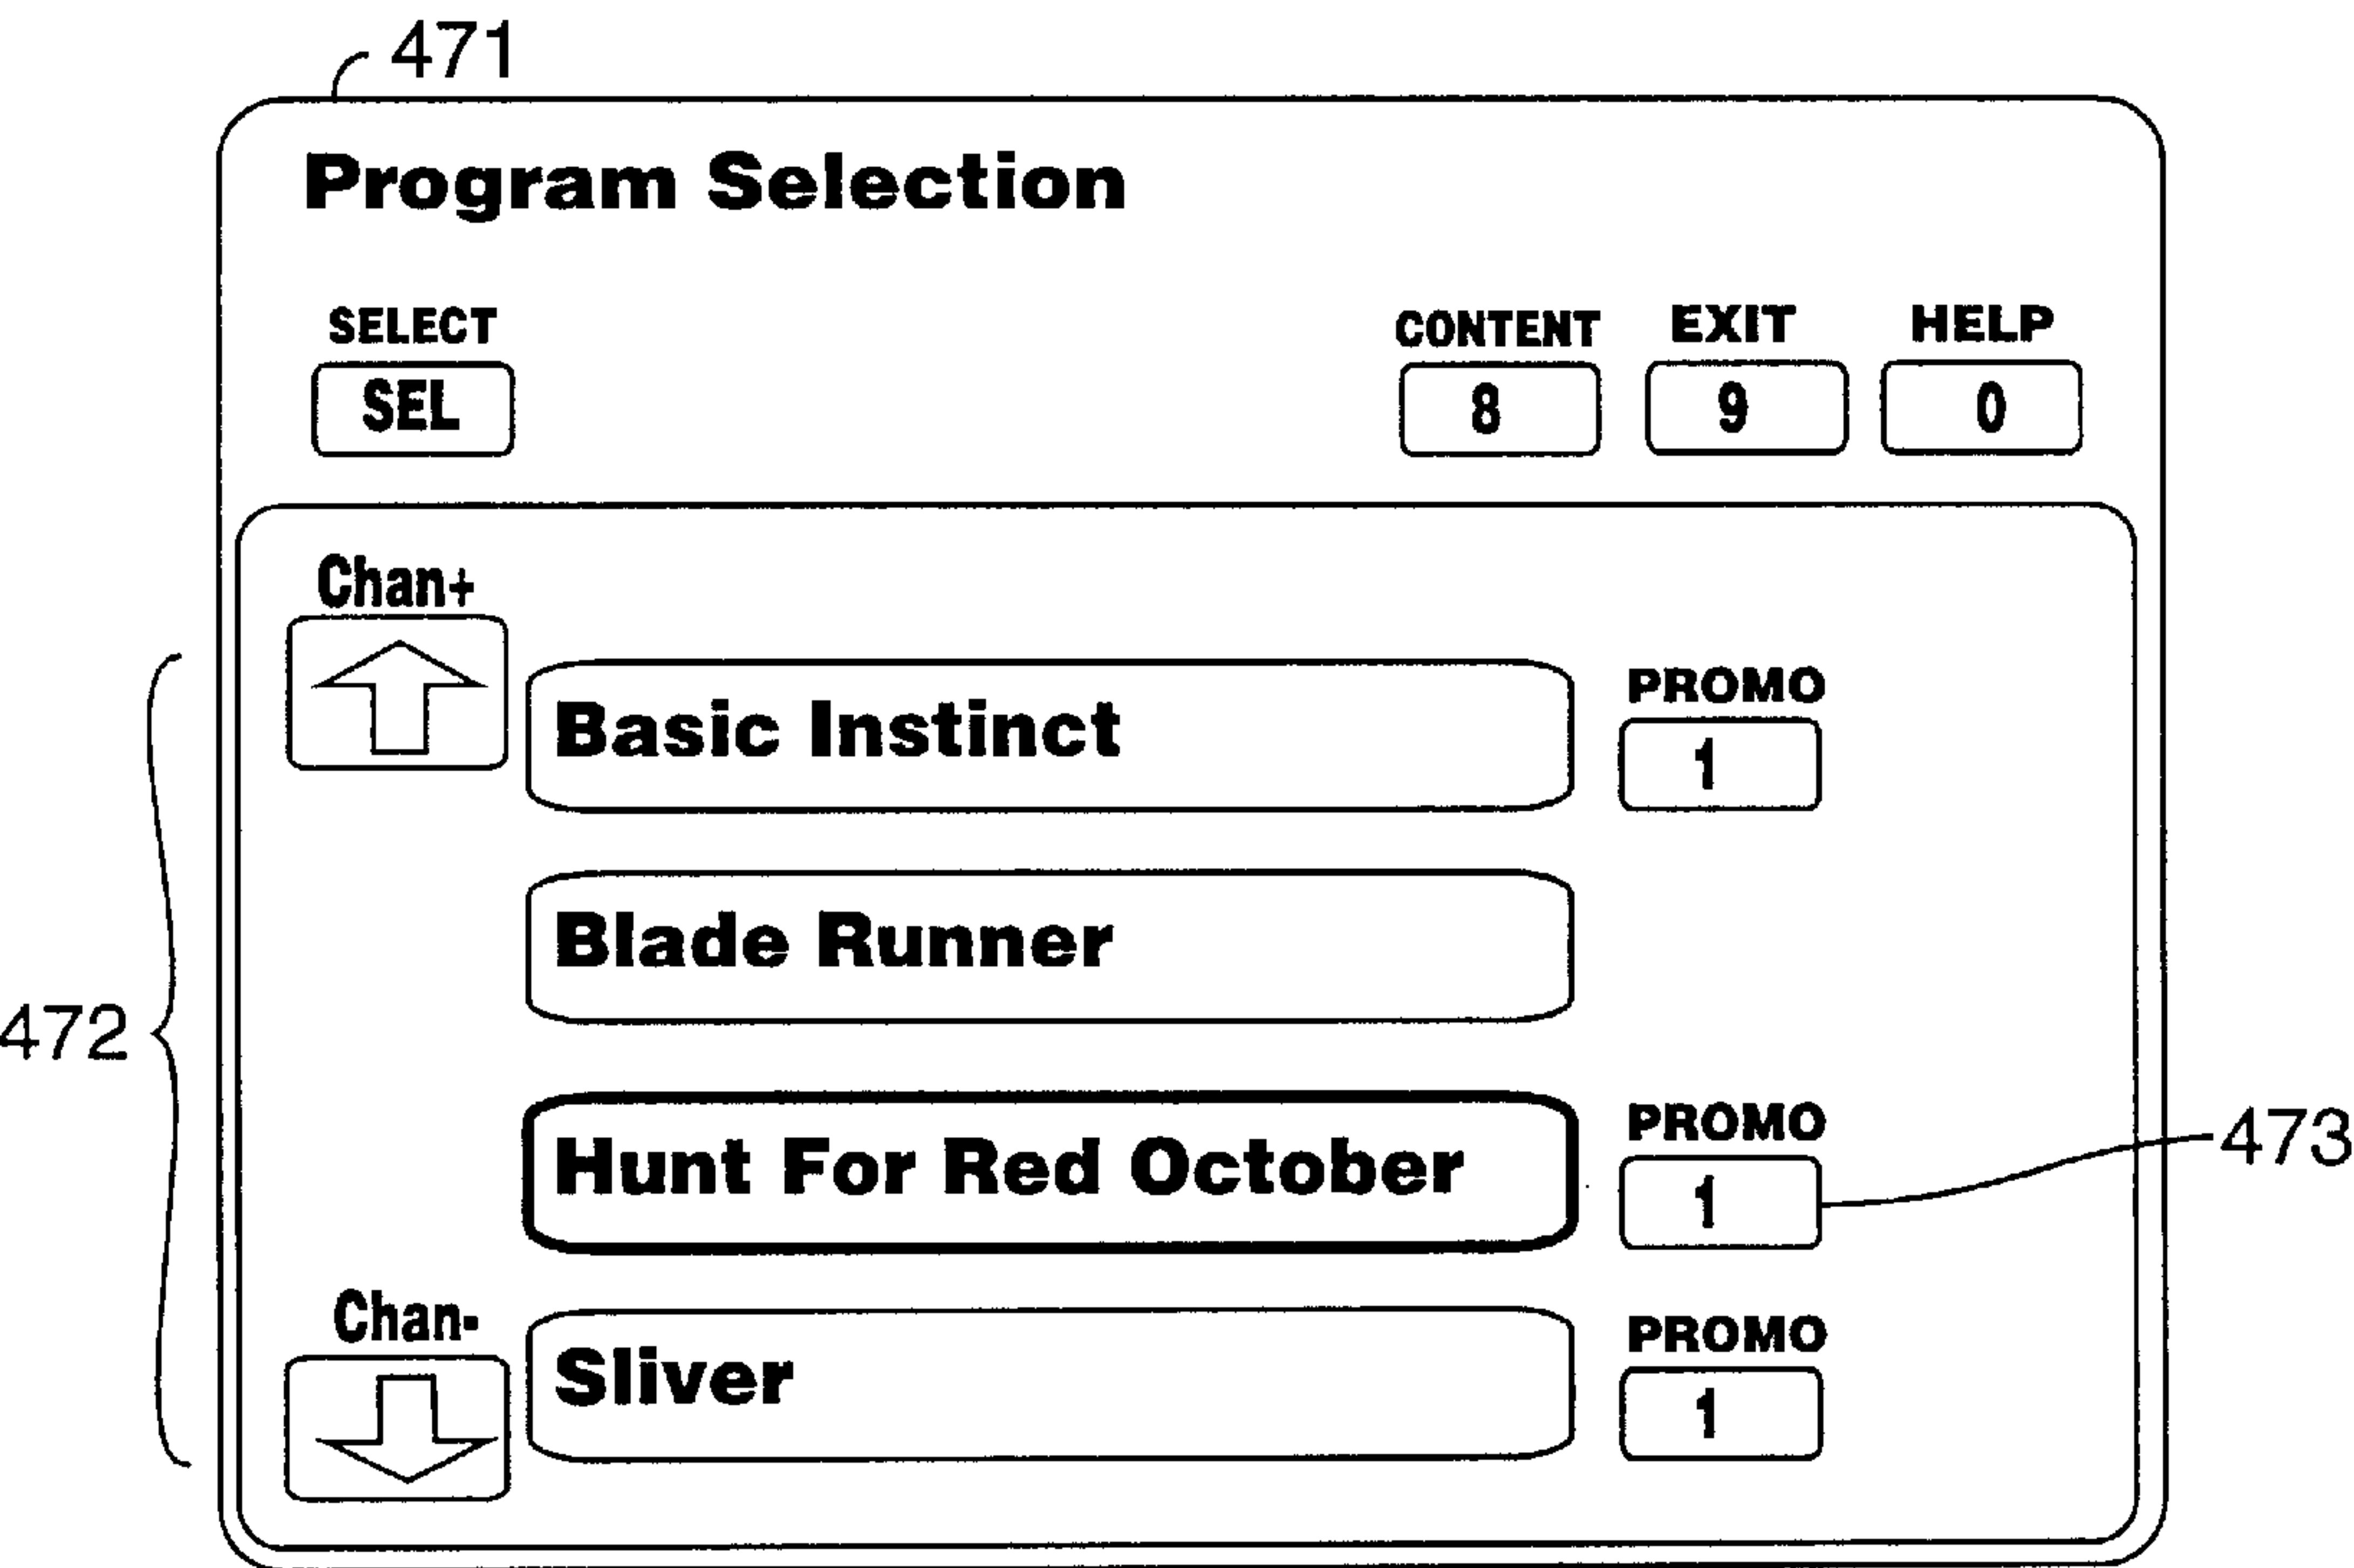 471
Program Selection
SELECT CONTENT EXIT HELP
SEL 8 9 0
Chan+
Basic Instinct PROMO
1
Blade Runner
472
Hunt For Red October PROMO
1
473
Chan-
Sliver PROMO
1